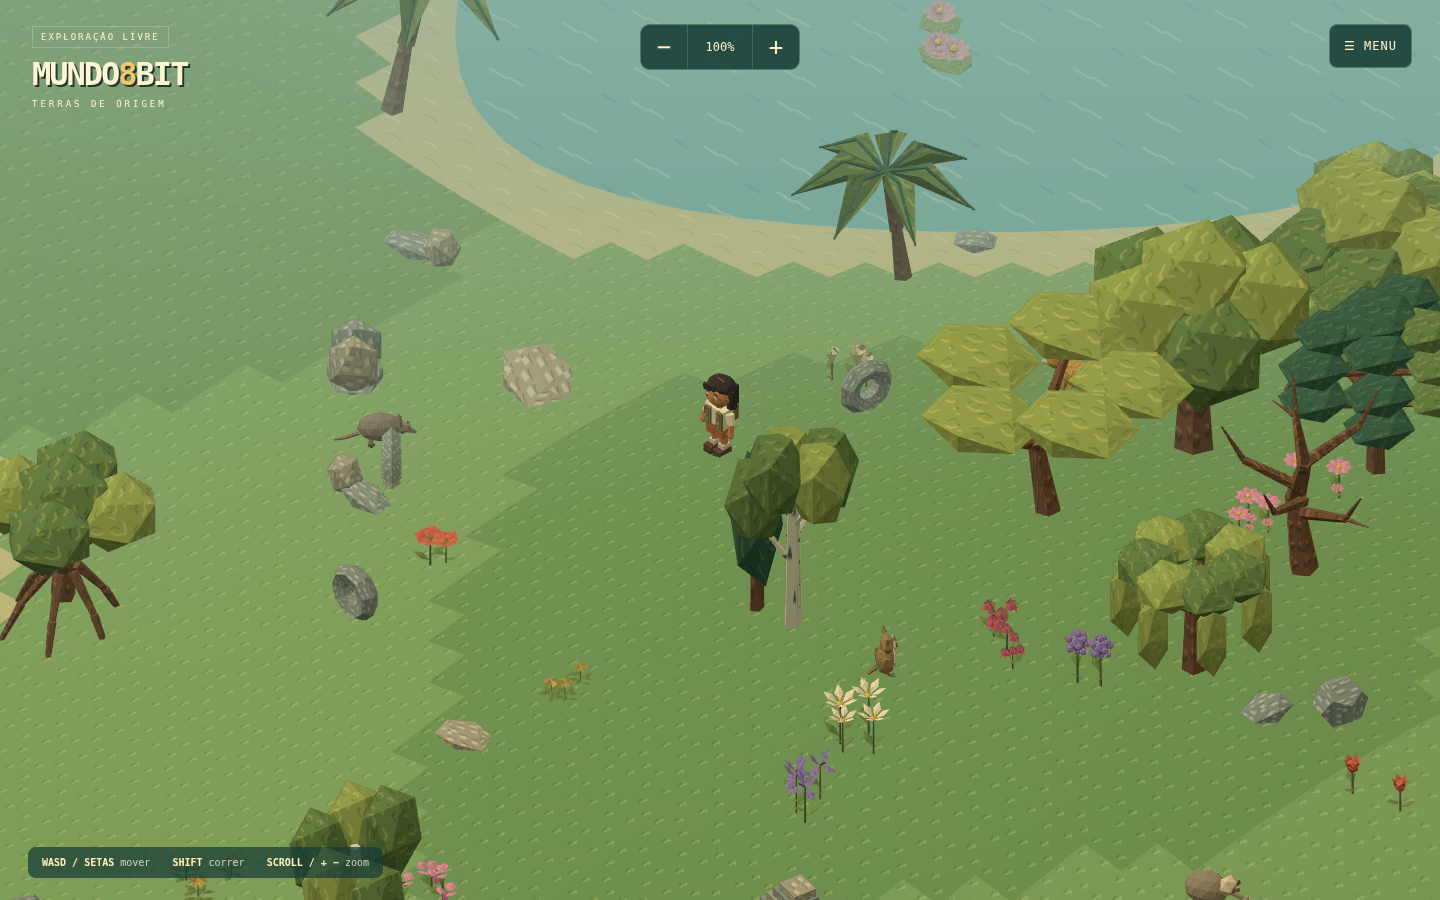 EXPLORAÇÃO LIVRE
MUNDO8BIT
TERRAS DE ORIGEM
− 100% +
☰ MENU
WASD / SETAS mover SHIFT correr SCROLL / + − zoom